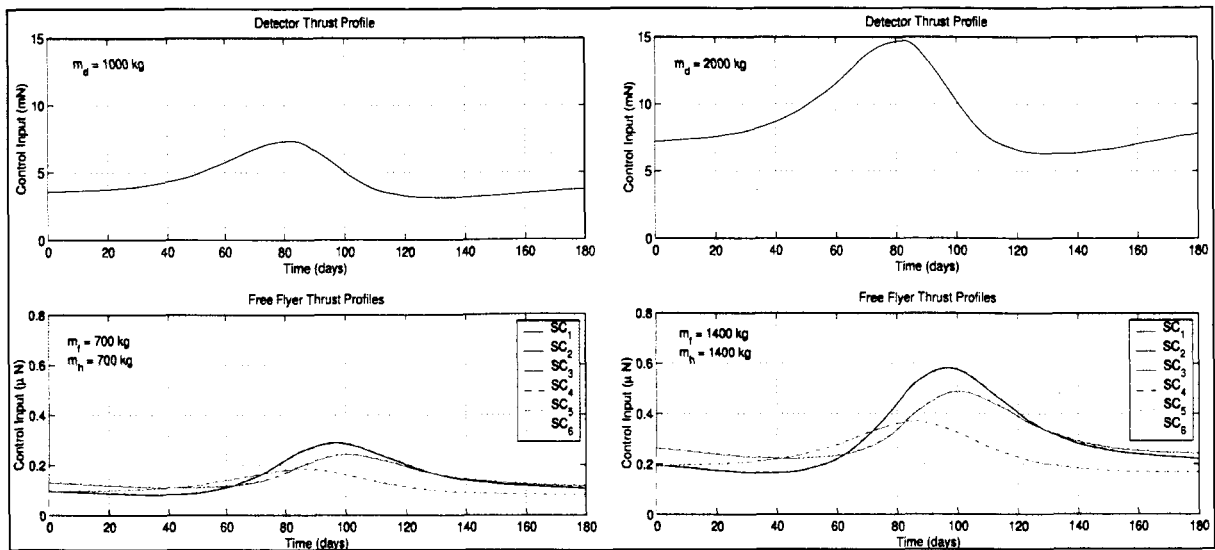 Detector Thrust Profile
15
10
5
0
Control Input (mN)
m_d = 1000 kg
0 20 40 60 80 100 120 140 160 180
Time (days)
Detector Thrust Profile
15
10
5
0
Control Input (mN)
m_d = 2000 kg
0 20 40 60 80 100 120 140 160 180
Time (days)
Free Flyer Thrust Profiles
0.8
0.6
0.4
0.2
0
Control Input (μ N)
m_f = 700 kg
m_h = 700 kg
SC_1
SC_2
SC_3
SC_4
SC_5
SC_6
0 20 40 60 80 100 120 140 160 180
Time (days)
Free Flyer Thrust Profiles
0.8
0.6
0.4
0.2
0
Control Input (μ N)
m_f = 1400 kg
m_h = 1400 kg
SC_1
SC_2
SC_3
SC_4
SC_5
SC_6
0 20 40 60 80 100 120 140 160 180
Time (days)